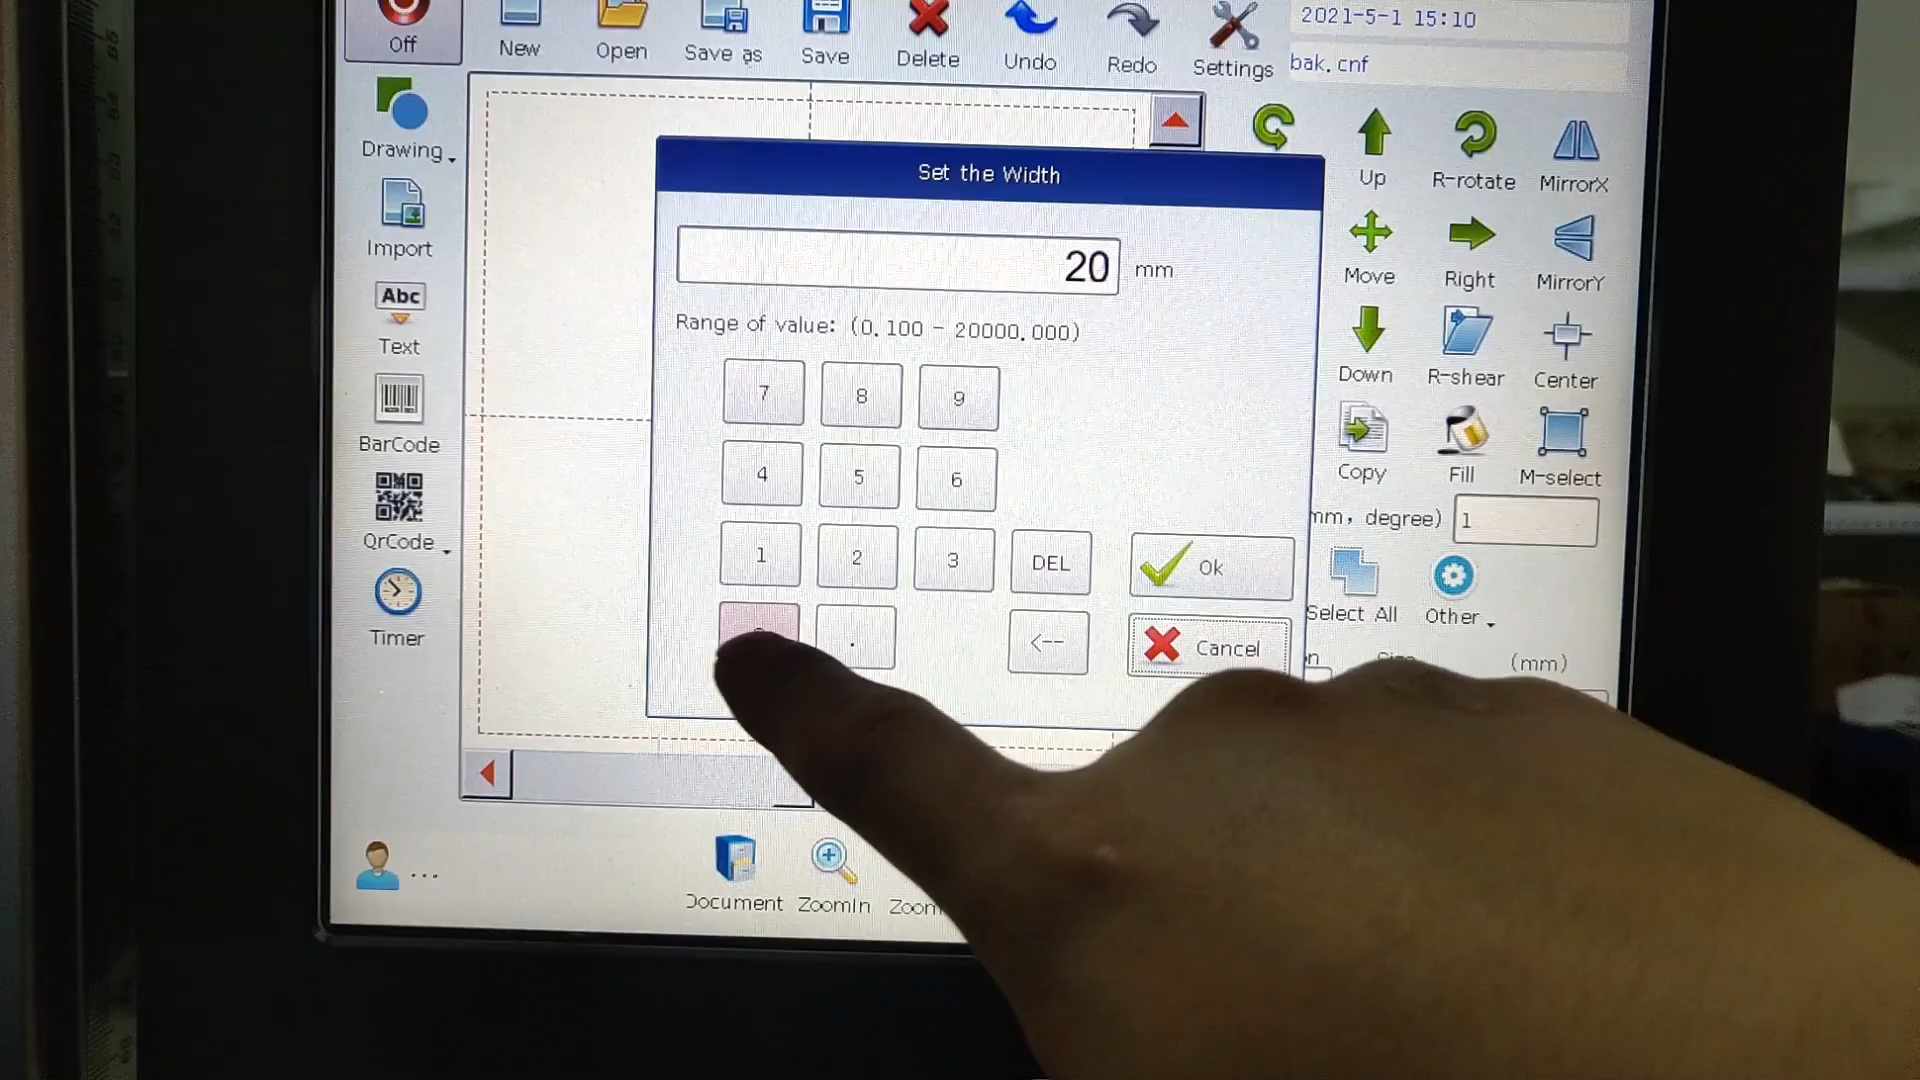 Off
New
Open
Save as
Save
Delete
Undo
Redo
Settings
2021-5-1 15:10
bak.cnf
Drawing
Import
Abc
Text
BarCode
QrCode
Timer
Set the Width
20 mm
Range of value: (0.100 - 20000.000)
7 8 9
4 5 6
1 2 3 DEL Ok
. <-- Cancel
Up
R-rotate
MirrorX
Move
Right
MirrorY
Down
R-shear
Center
Copy
Fill
M-select
mm, degree) 1
Select All
Other
(mm)
...
Document
ZoomIn
Zoom